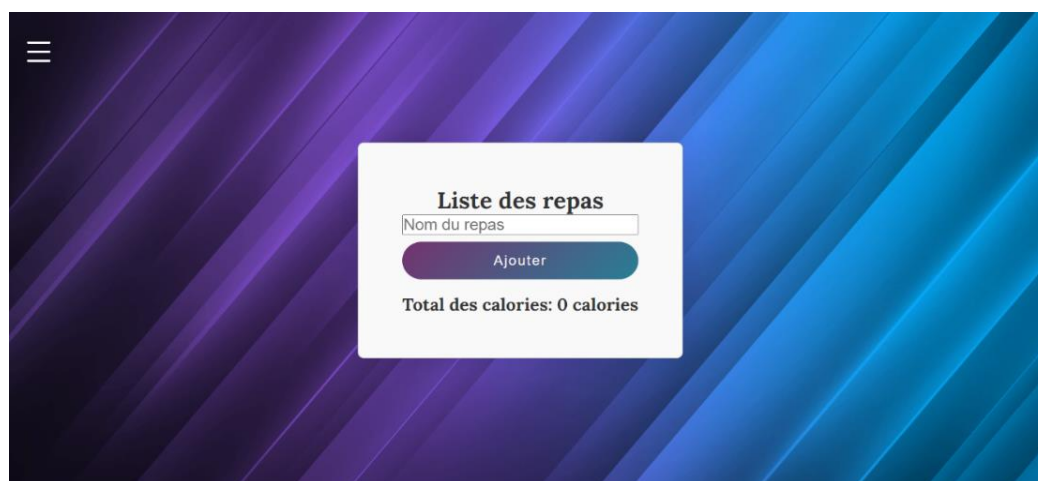 Liste des repas
Nom du repas
Ajouter
Total des calories: 0 calories